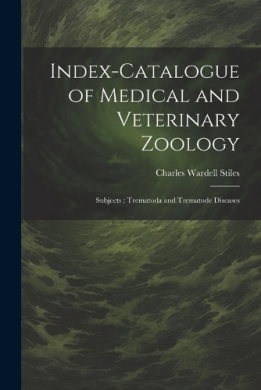 Index-Catalogue
of Medical and
Veterinary
Zoology
Charles Wardell Stiles
Subjects : Trematoda and Trematode Diseases